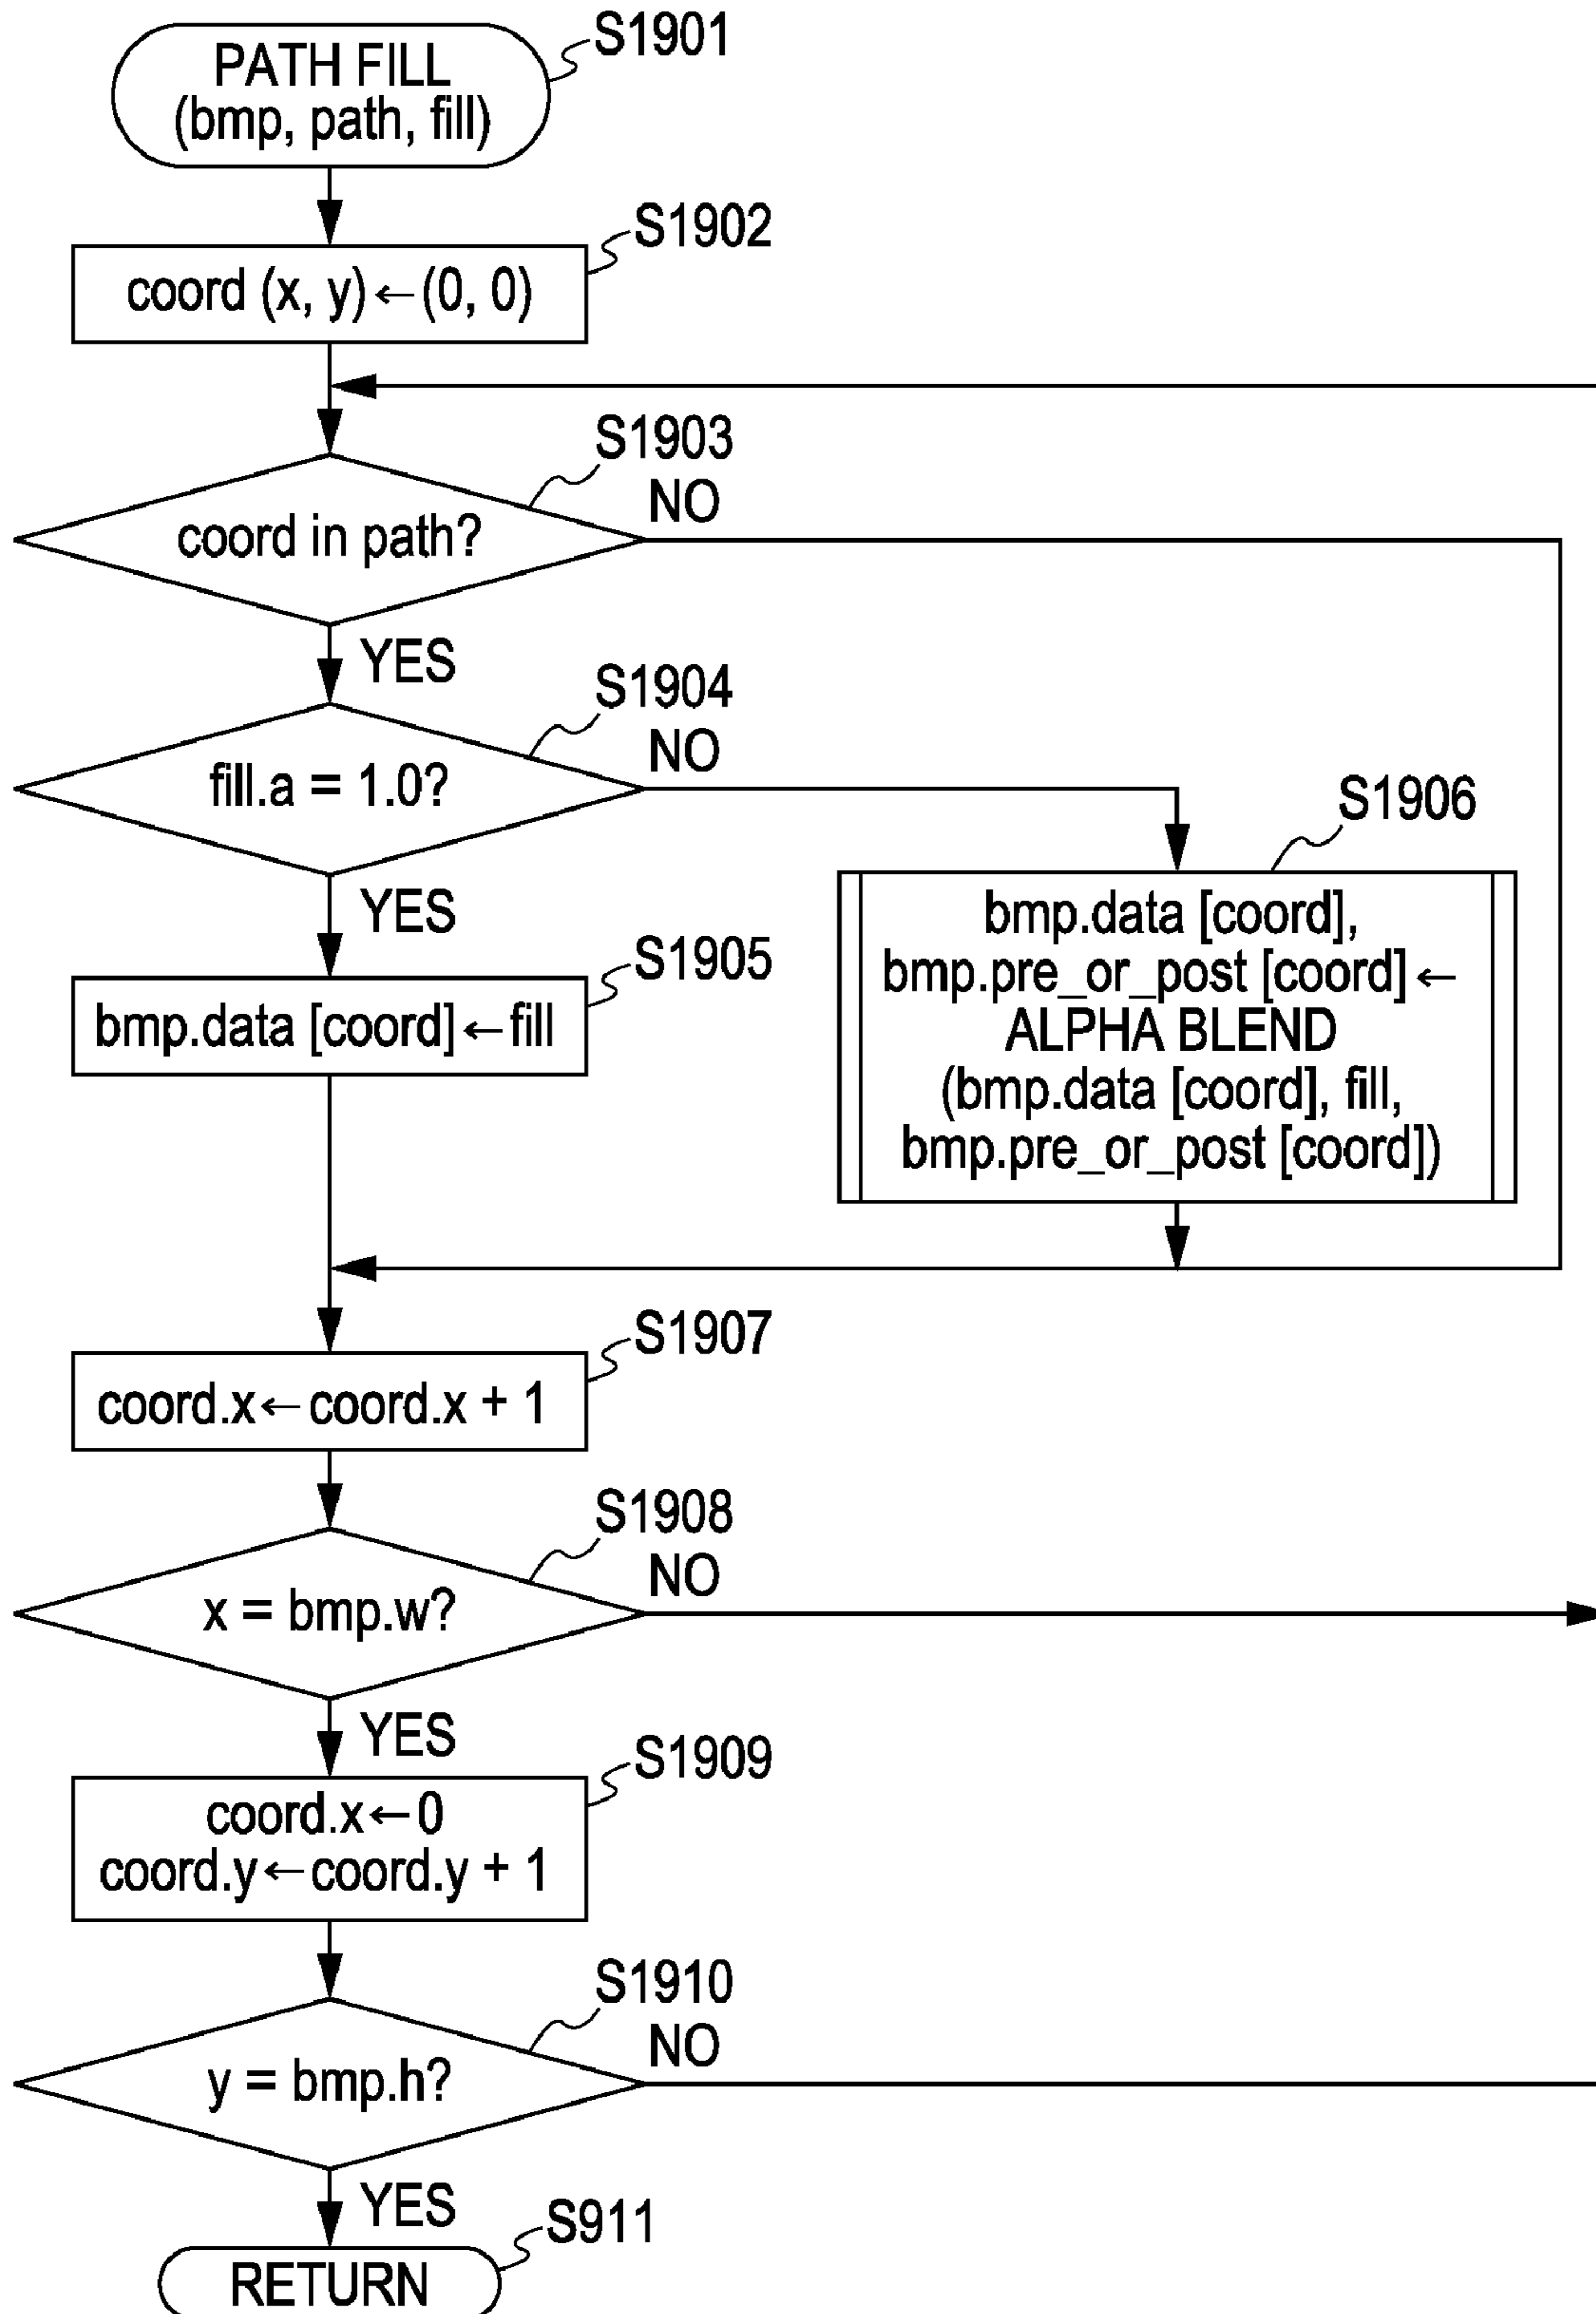 PATH FILL
(bmp, path, fill)
S1901
coord (x, y)←(0, 0)
S1902
coord in path?
S1903
NO
YES
fill.a = 1.0?
S1904
NO
YES
bmp.data [coord]←fill
S1905
S1906
bmp.data [coord],
bmp.pre_or_post [coord]←
ALPHA BLEND
(bmp.data [coord], fill,
bmp.pre_or_post [coord])
coord.x←coord.x + 1
S1907
x = bmp.w?
S1908
NO
YES
coord.x←0
coord.y←coord.y + 1
S1909
y = bmp.h?
S1910
NO
YES
RETURN
S911